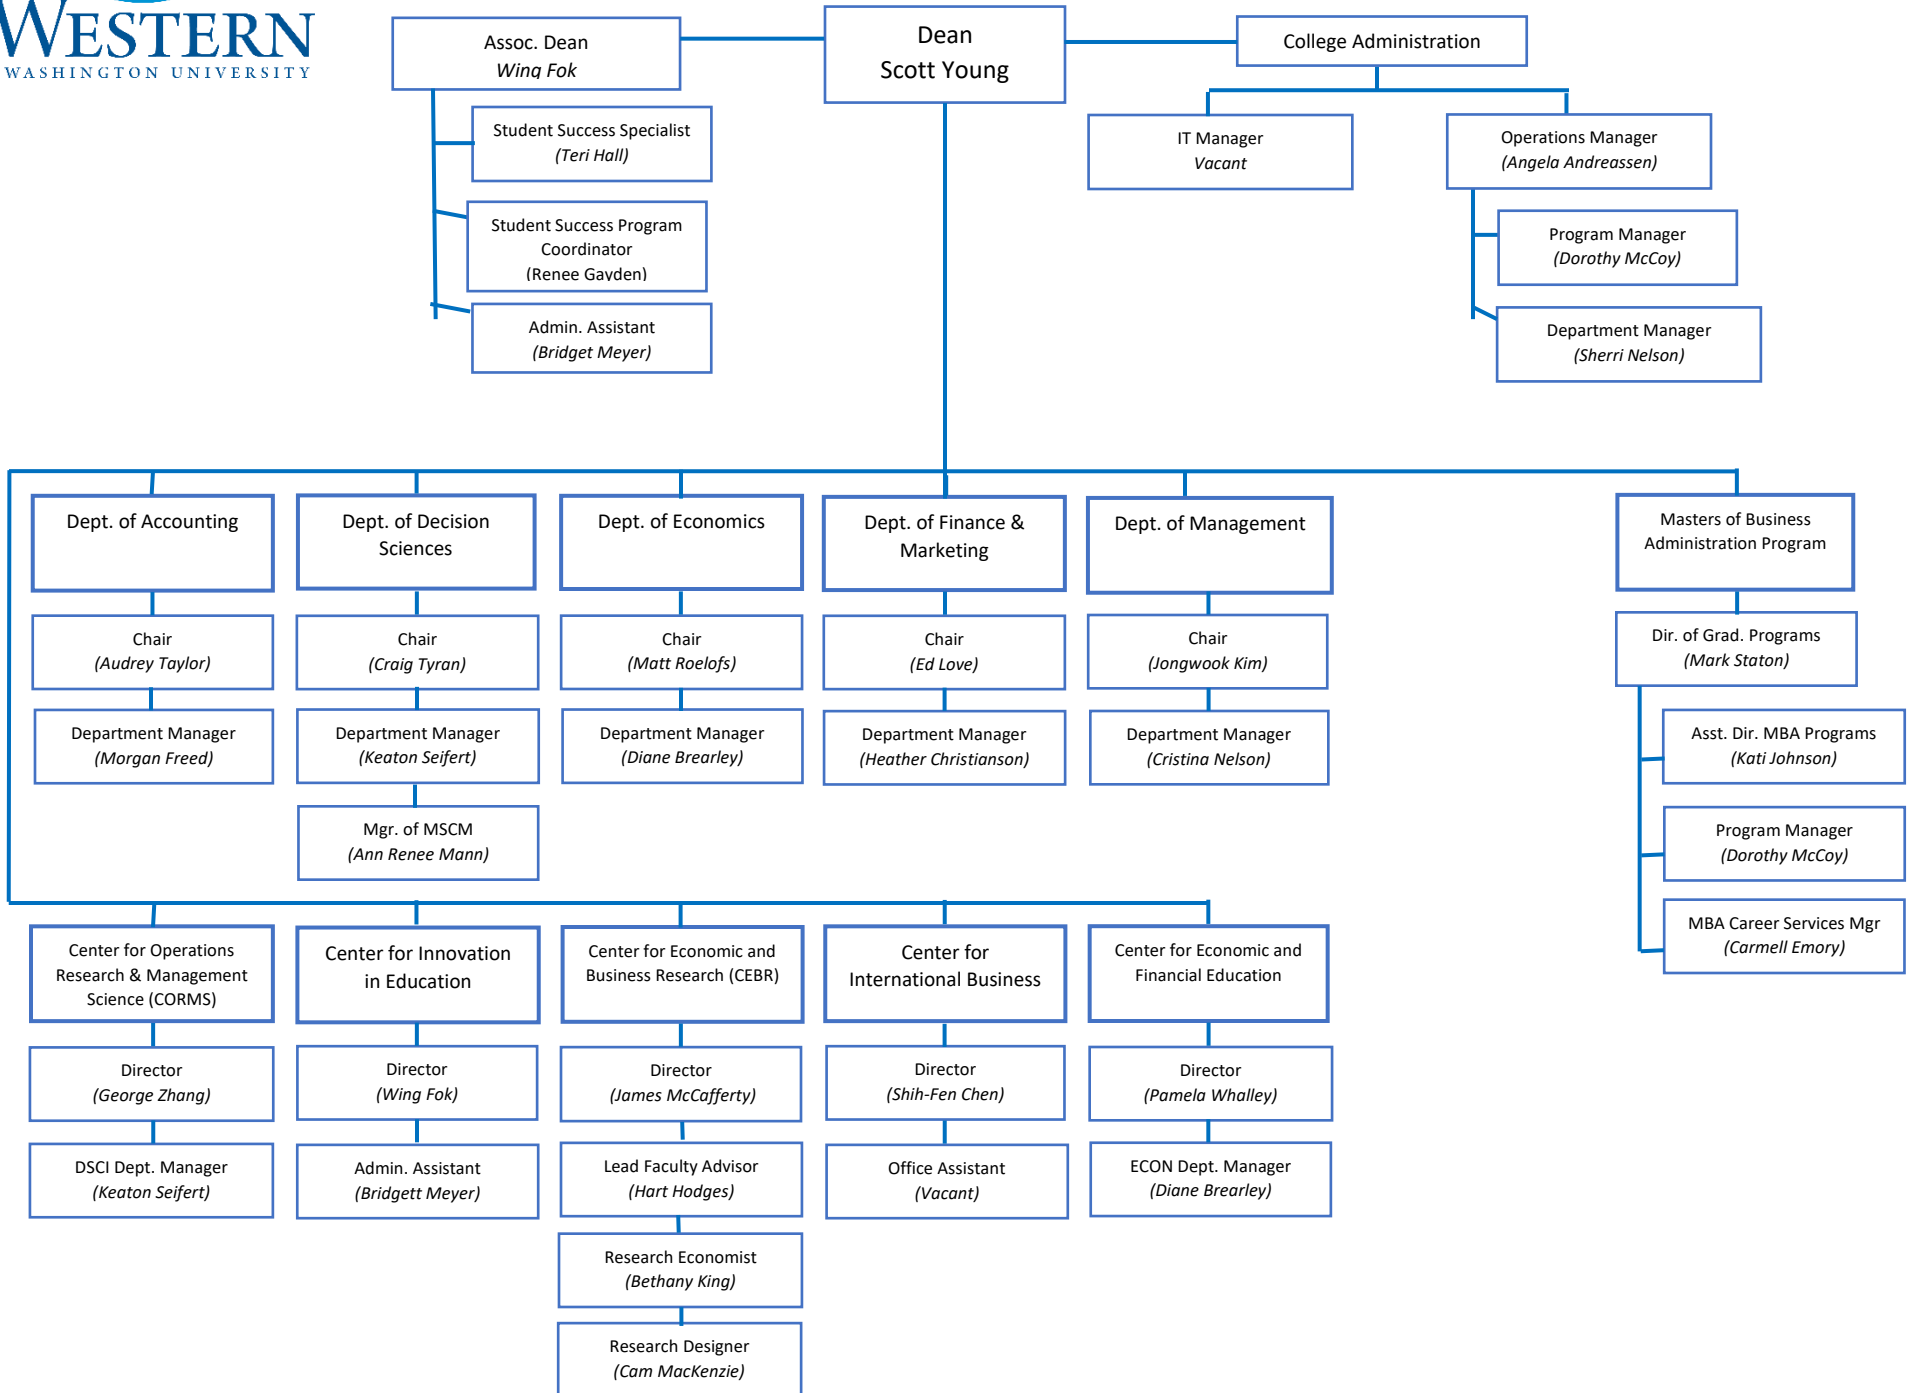 WESTERN
WASHINGTON UNIVERSITY
Assoc. Dean
Wing Fok
Dean
Scott Young
College Administration
Student Success Specialist
(Teri Hall)
Student Success Program
Coordinator
(Renee Gayden)
Admin. Assistant
(Bridget Meyer)
IT Manager
Vacant
Operations Manager
(Angela Andreassen)
Program Manager
(Dorothy McCoy)
Department Manager
(Sherri Nelson)
Dept. of Accounting
Chair
(Audrey Taylor)
Department Manager
(Morgan Freed)
Dept. of Decision
Sciences
Chair
(Craig Tyran)
Department Manager
(Keaton Seifert)
Mgr. of MSCM
(Ann Renee Mann)
Dept. of Economics
Chair
(Matt Roelofs)
Department Manager
(Diane Brearley)
Dept. of Finance &
Marketing
Chair
(Ed Love)
Department Manager
(Heather Christianson)
Dept. of Management
Chair
(Jongwook Kim)
Department Manager
(Cristina Nelson)
Masters of Business
Administration Program
Dir. of Grad. Programs
(Mark Staton)
Asst. Dir. MBA Programs
(Kati Johnson)
Program Manager
(Dorothy McCoy)
MBA Career Services Mgr
(Carmell Emory)
Center for Operations
Research & Management
Science (CORMS)
Director
(George Zhang)
DSCI Dept. Manager
(Keaton Seifert)
Center for Innovation
in Education
Director
(Wing Fok)
Admin. Assistant
(Bridgett Meyer)
Center for Economic and
Business Research (CEBR)
Director
(James McCafferty)
Lead Faculty Advisor
(Hart Hodges)
Research Economist
(Bethany King)
Research Designer
(Cam MacKenzie)
Center for
International Business
Director
(Shih-Fen Chen)
Office Assistant
(Vacant)
Center for Economic and
Financial Education
Director
(Pamela Whalley)
ECON Dept. Manager
(Diane Brearley)